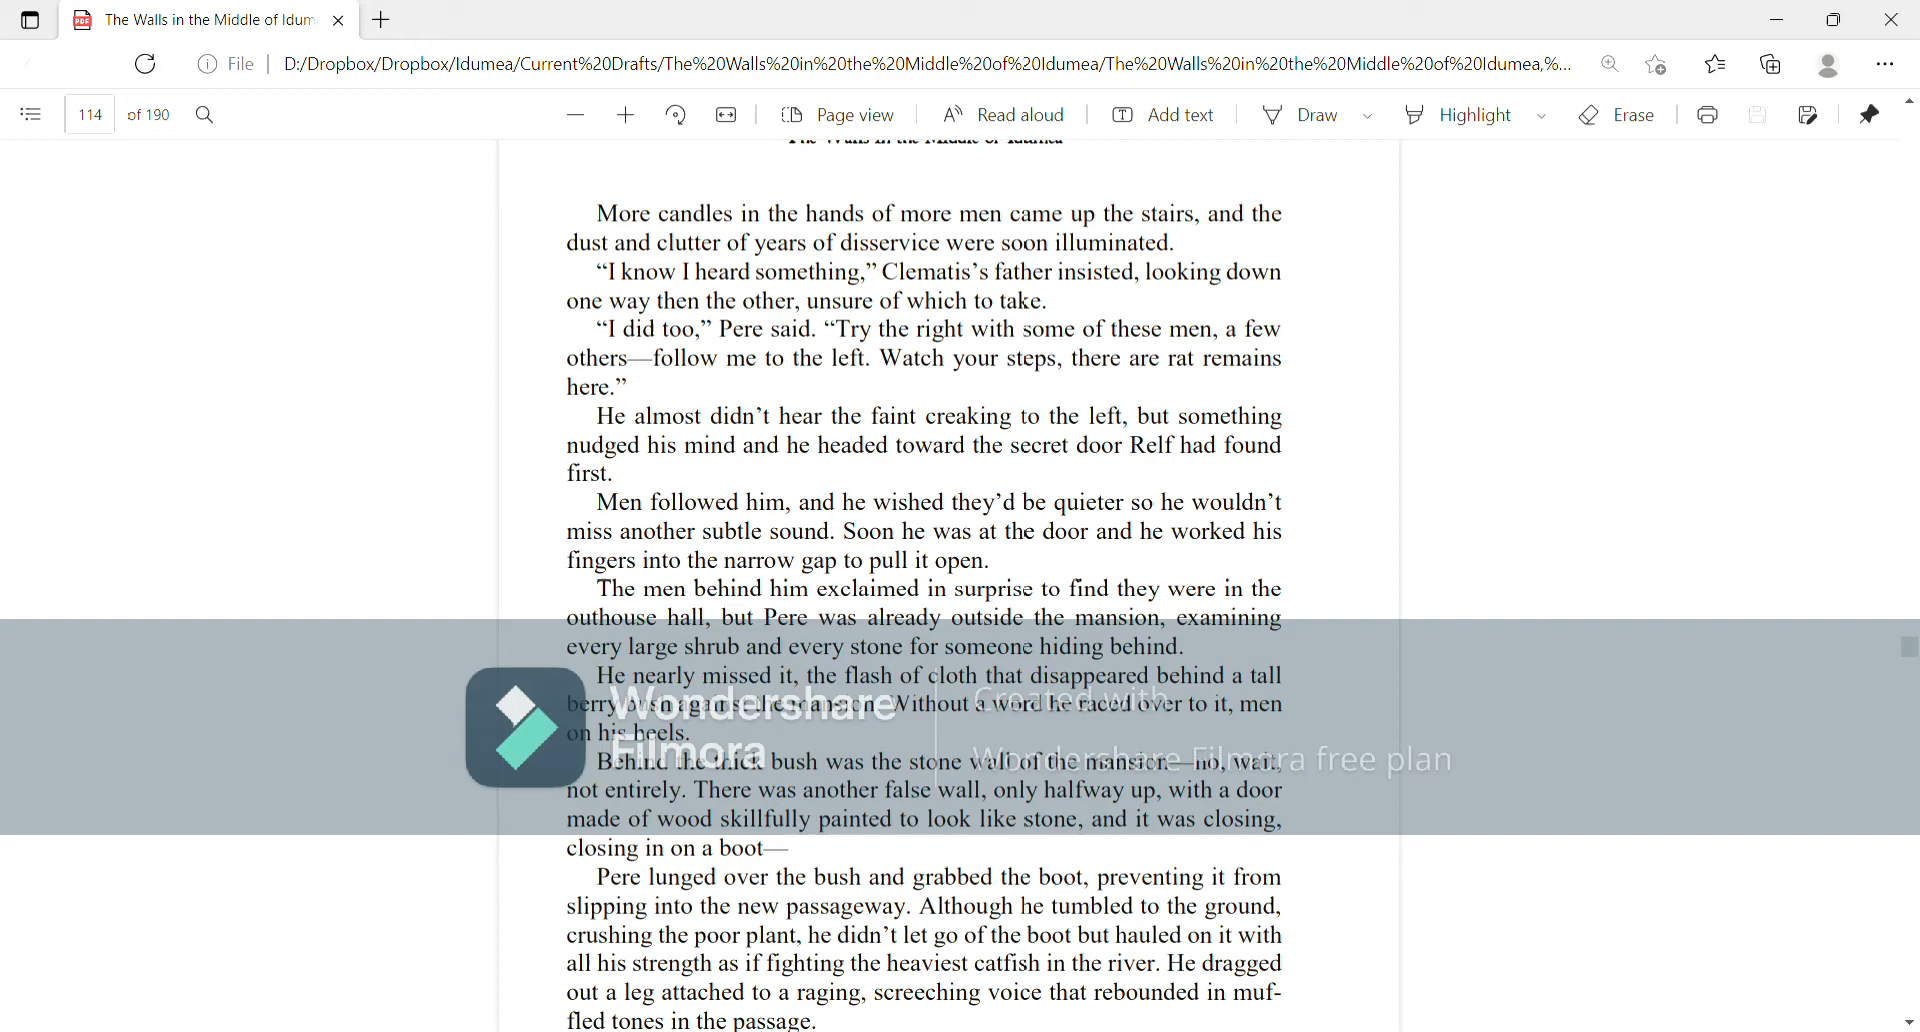 The Walls in the Middle of Idum
File
D:/Dropbox/Dropbox/Idumea/Current%20Drafts/The%20Walls%20in%20the%20Middle%20of%20Idumea/The%20Walls%20in%20the%20Middle%20of%20Idumea,%...
114 of 190
Page view
Read aloud
Add text
Draw
Highlight
Erase
The Walls in the Middle of Idumea
More candles in the hands of more men came up the stairs, and the
dust and clutter of years of disservice were soon illuminated.
“I know I heard something,” Clematis’s father insisted, looking down
one way then the other, unsure of which to take.
“I did too,” Pere said. “Try the right with some of these men, a few
others—follow me to the left. Watch your steps, there are rat remains
here.”
He almost didn’t hear the faint creaking to the left, but something
nudged his mind and he headed toward the secret door Relf had found
first.
Men followed him, and he wished they’d be quieter so he wouldn’t
miss another subtle sound. Soon he was at the door and he worked his
fingers into the narrow gap to pull it open.
The men behind him exclaimed in surprise to find they were in the
outhouse hall, but Pere was already outside the mansion, examining
every large shrub and every stone for someone hiding behind.
He nearly missed it, the flash of cloth that disappeared behind a tall
berry bush against the mansion. Without a word he raced over to it, men
on his heels.
Behind the thick bush was the stone wall of the mansion—no, wait,
not entirely. There was another false wall, only halfway up, with a door
made of wood skillfully painted to look like stone, and it was closing,
closing in on a boot—
Pere lunged over the bush and grabbed the boot, preventing it from
slipping into the new passageway. Although he tumbled to the ground,
crushing the poor plant, he didn’t let go of the boot but hauled on it with
all his strength as if fighting the heaviest catfish in the river. He dragged
out a leg attached to a raging, screeching voice that rebounded in muf-
fled tones in the passage.
Wondershare
Filmora
Created with
Wondershare Filmora free plan